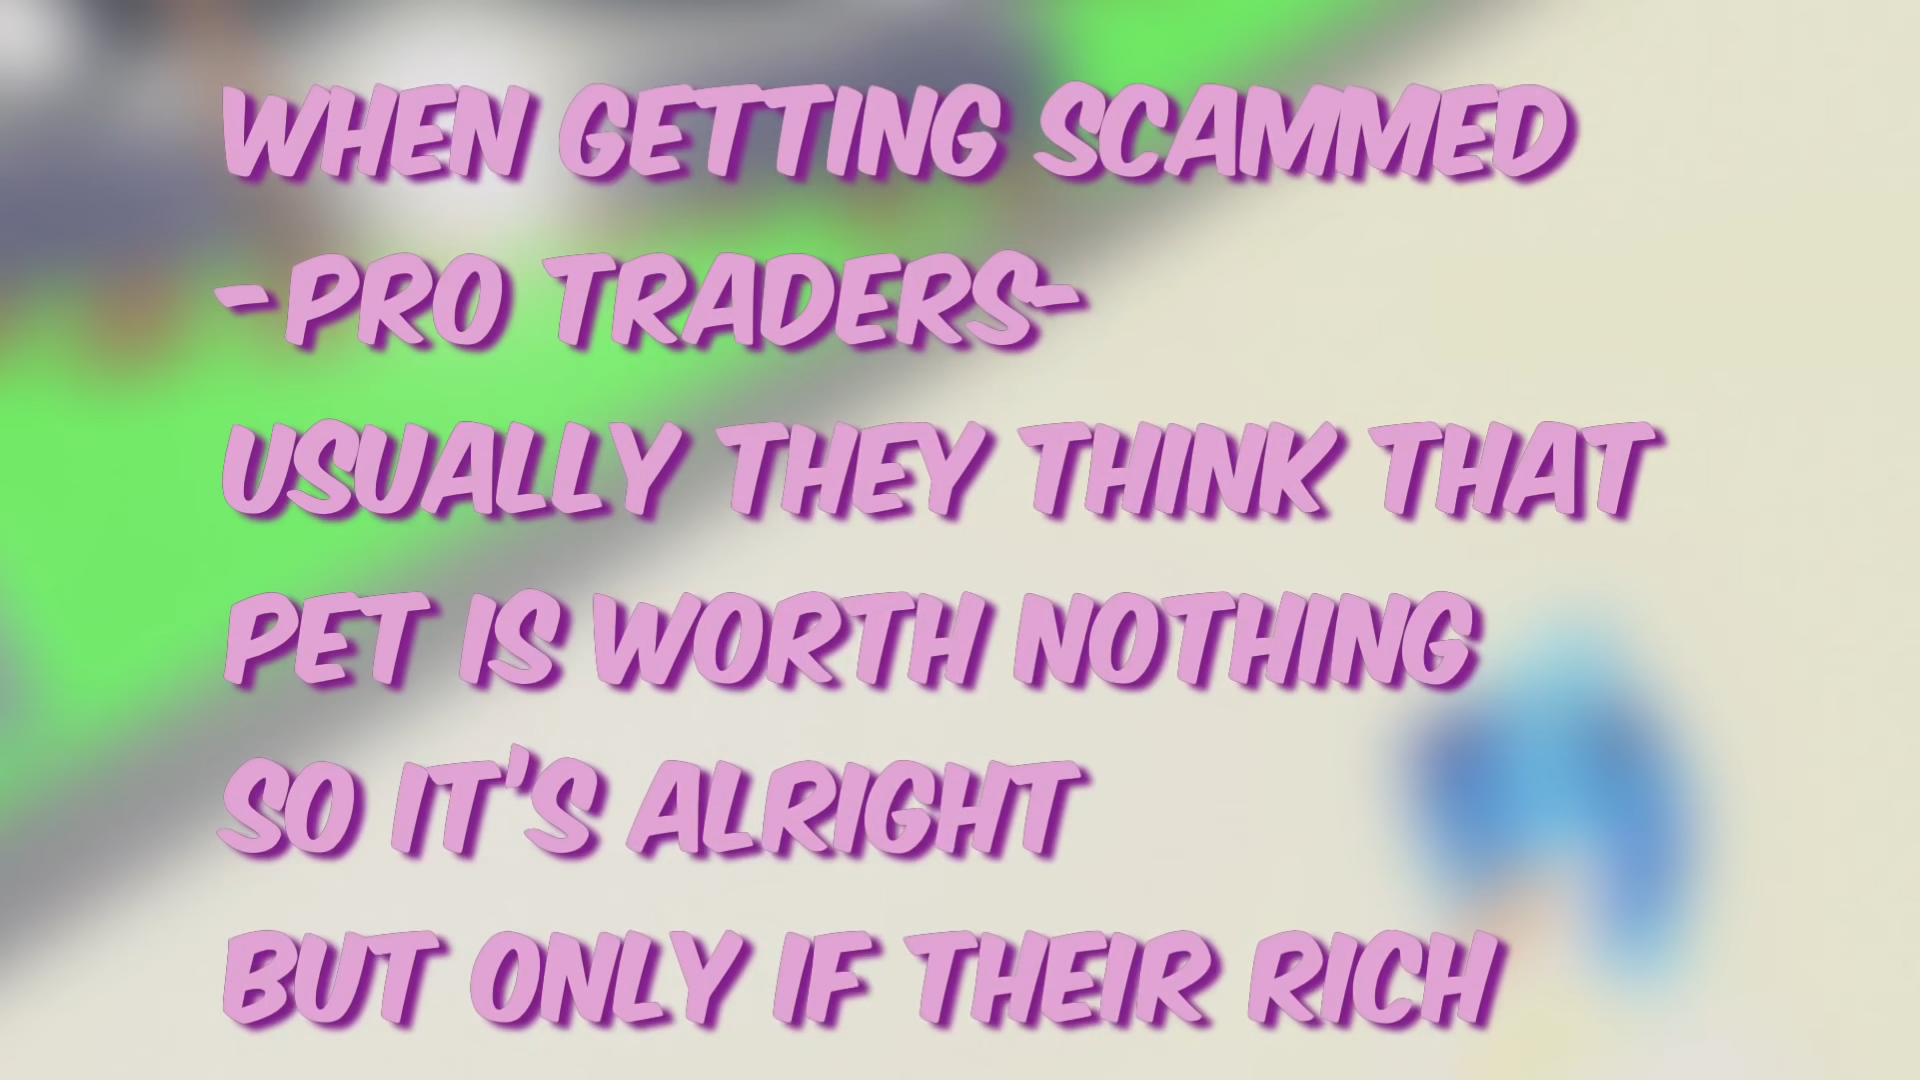 WHEN GETTING SCAMMED
-PRO TRADERS-
USUALLY THEY THINK THAT
PET IS WORTH NOTHING
SO IT'S ALRIGHT
BUT ONLY IF THEIR RICH